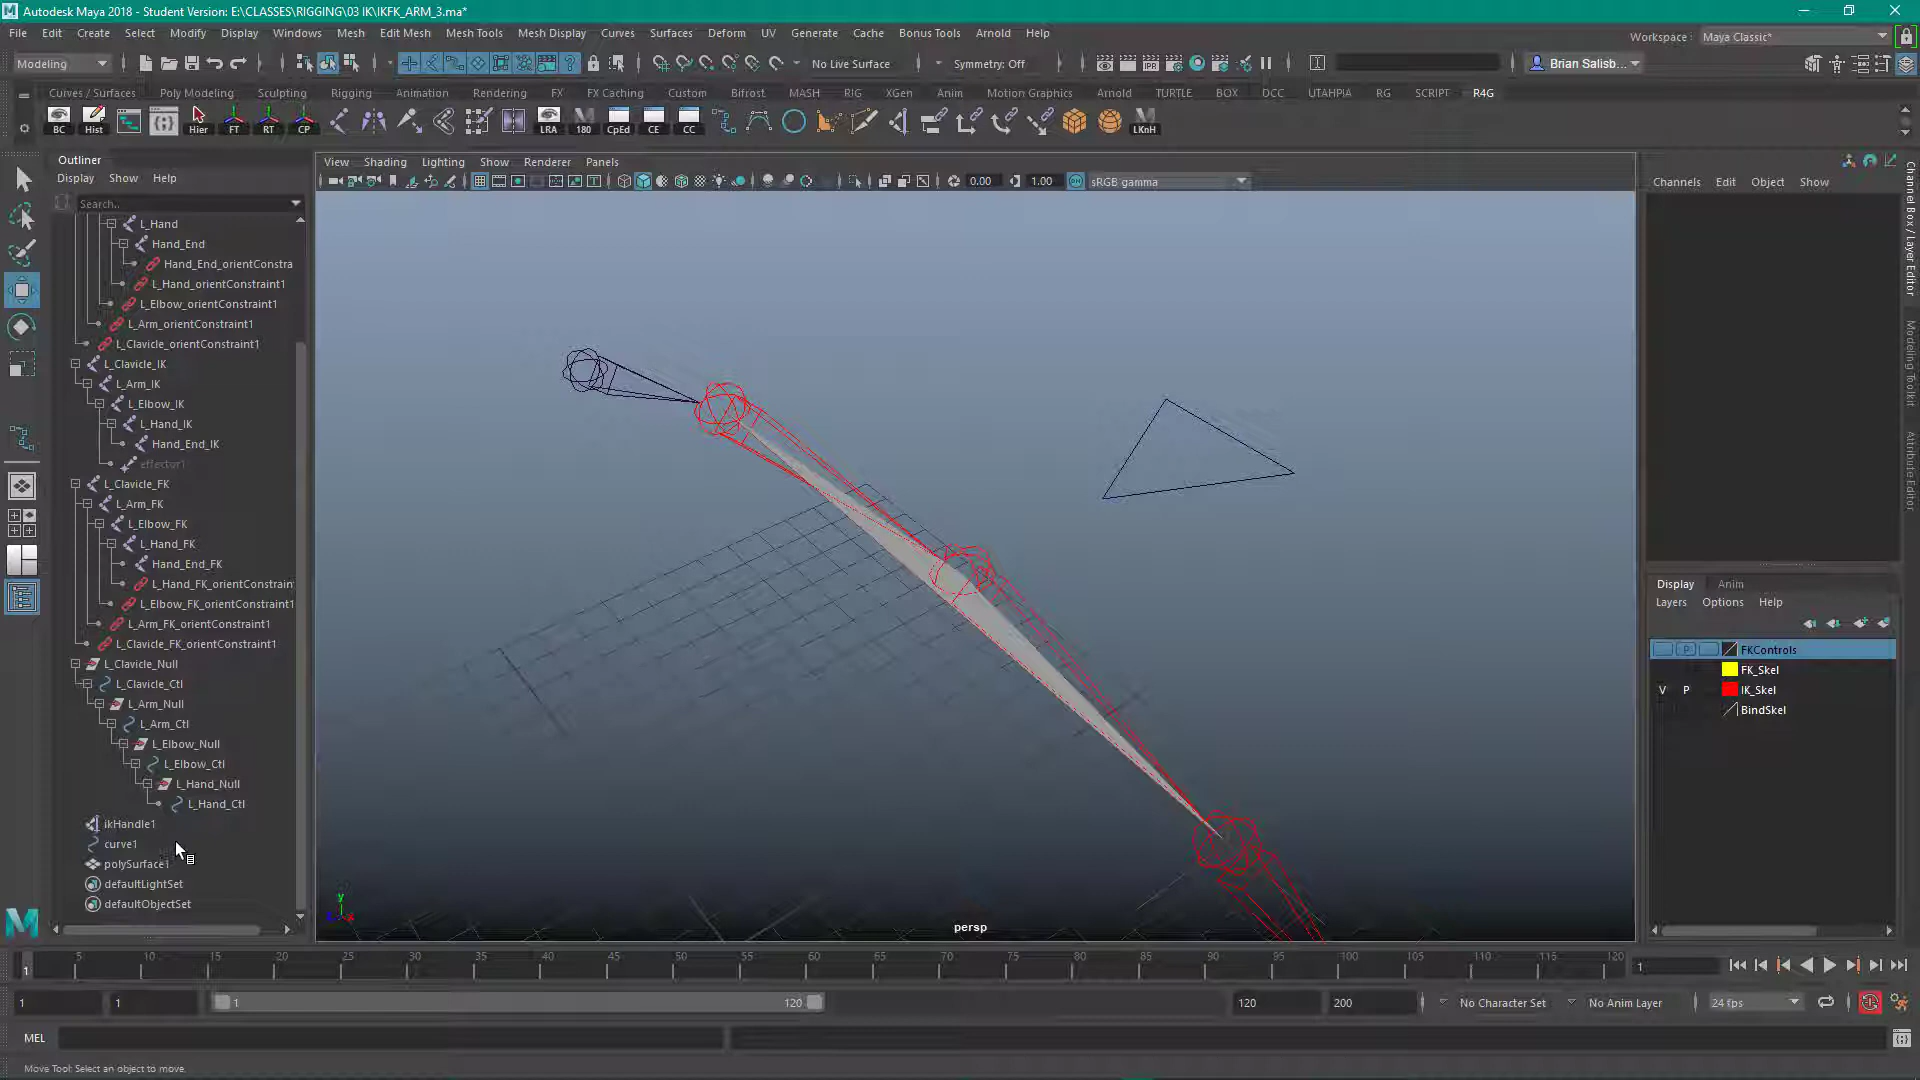 Autodesk Maya 2018 - Student Version: E:\CLASSES\RIGGING\03 IK\IKFK_ARM_3.ma*
File Edit Create Select Modify Display Windows Mesh Edit Mesh Mesh Tools Mesh Display Curves Surfaces Deform UV Generate Cache Bonus Tools Arnold Help
Workspace : Maya Classic*
Modeling
No Live Surface
Symmetry: Off
Brian Salisb...
Curves / Surfaces Poly Modeling Sculpting Rigging Animation Rendering FX FX Caching Custom Bifrost MASH RIG XGen Anim Motion Graphics Arnold TURTLE BOX DCC UTAHPIA RG SCRIPT R4G
BC Hist Hier FT RT CP LRA 180 CpEd CE CC LKnH
Outliner
Display Show Help
Search..
L_Hand
Hand_End
Hand_End_orientConstra
L_Hand_orientConstraint1
L_Elbow_orientConstraint1
L_Arm_orientConstraint1
L_Clavicle_orientConstraint1
L_Clavicle_IK
L_Arm_IK
L_Elbow_IK
L_Hand_IK
Hand_End_IK
effector1
L_Clavicle_FK
L_Arm_FK
L_Elbow_FK
L_Hand_FK
Hand_End_FK
L_Hand_FK_orientConstrain
L_Elbow_FK_orientConstraint1
L_Arm_FK_orientConstraint1
L_Clavicle_FK_orientConstraint1
L_Clavicle_Null
L_Clavicle_Ctl
L_Arm_Null
L_Arm_Ctl
L_Elbow_Null
L_Elbow_Ctl
L_Hand_Null
L_Hand_Ctl
ikHandle1
curve1
polySurface1
defaultLightSet
defaultObjectSet
View Shading Lighting Show Renderer Panels
0.00
1.00
sRGB gamma
persp
y
Channels Edit Object Show
Channel Box / Layer Editor
Modeling Toolkit
Attribute Editor
Display Anim
Layers Options Help
P FKControls
FK_Skel
V P IK_Skel
BindSkel
5 10 15 20 25 30 35 40 45 50 55 60 65 70 75 80 85 90 95 100 105 110 115 120
1
1
1 1 1 120 120 200
No Character Set
No Anim Layer
24 fps
MEL
Move Tool: Select an object to move.